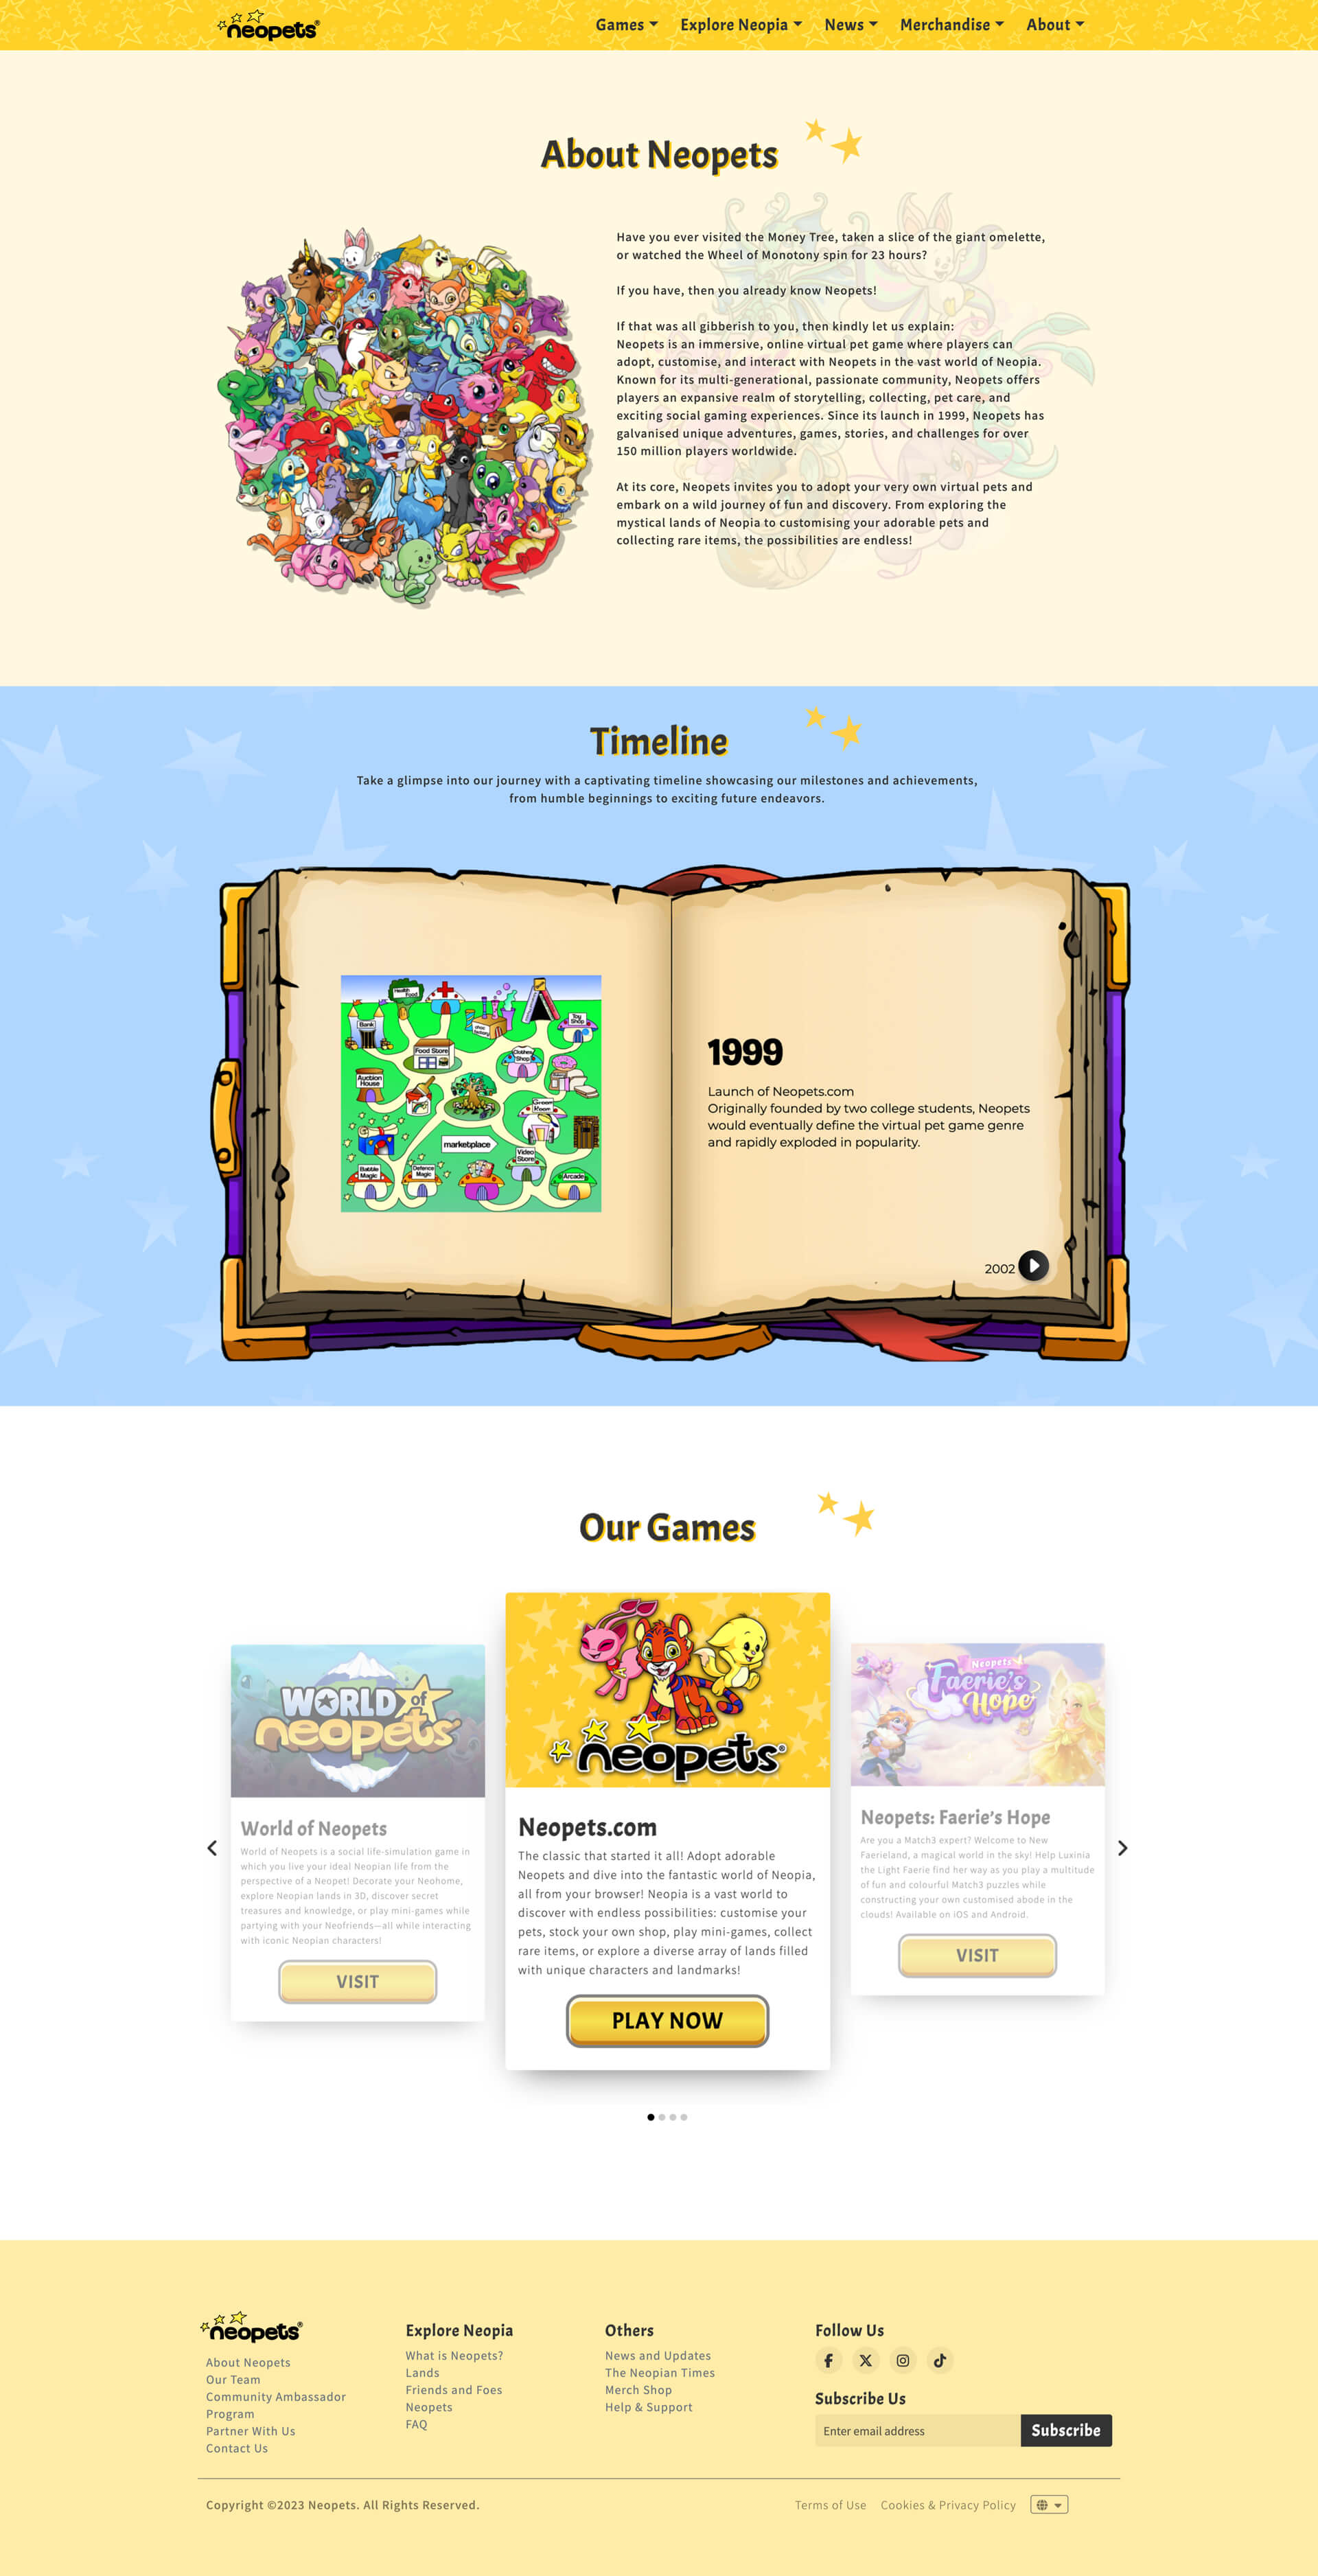 neopets®
Games
Explore Neopia
News
Merchandise
About
About Neopets
Have you ever visited the Money Tree, taken a slice of the giant omelette,
or watched the Wheel of Monotony spin for 23 hours?
If you have, then you already know Neopets!
If that was all gibberish to you, then kindly let us explain:
Neopets is an immersive, online virtual pet game where players can
adopt, customise, and interact with Neopets in the vast world of Neopia.
Known for its multi-generational, passionate community, Neopets offers
players an expansive realm of storytelling, collecting, pet care, and
exciting social gaming experiences. Since its launch in 1999, Neopets has
galvanised unique adventures, games, stories, and challenges for over
150 million players worldwide.
At its core, Neopets invites you to adopt your very own virtual pets and
embark on a wild journey of fun and discovery. From exploring the
mystical lands of Neopia to customising your adorable pets and
collecting rare items, the possibilities are endless!
Timeline
Take a glimpse into our journey with a captivating timeline showcasing our milestones and achievements,
from humble beginnings to exciting future endeavors.
Health
Food
Bank
Toy
Shop
Food Store
Clothes
Shop
Auction
House
Green
Room
marketplace
Video
Store
Battle
Magic
Defence
Magic
Arcade
1999
Launch of Neopets.com
Originally founded by two college students, Neopets
would eventually define the virtual pet game genre
and rapidly exploded in popularity.
2002
Our Games
WORLD of
neopets
World of Neopets
World of Neopets is a social life-simulation game in
which you live your ideal Neopian life from the
perspective of a Neopet! Decorate your Neohome,
explore Neopian lands in 3D, discover secret
treasures and knowledge, or play mini-games while
partying with your Neofriends—all while interacting
with iconic Neopian characters!
VISIT
neopets®
Neopets.com
The classic that started it all! Adopt adorable
Neopets and dive into the fantastic world of Neopia,
all from your browser! Neopia is a vast world to
discover with endless possibilities: customise your
pets, stock your own shop, play mini-games, collect
rare items, or explore a diverse array of lands filled
with unique characters and landmarks!
PLAY NOW
Neopets
Faerie's
Hope
Neopets: Faerie's Hope
Are you a Match3 expert? Welcome to New
Faerieland, a magical world in the sky! Help Luxinia
the Light Faerie find her way as you play a multitude
of fun and colourful Match3 puzzles while
constructing your own customised abode in the
clouds! Available on iOS and Android.
VISIT
neopets®
About Neopets
Our Team
Community Ambassador
Program
Partner With Us
Contact Us
Explore Neopia
What is Neopets?
Lands
Friends and Foes
Neopets
FAQ
Others
News and Updates
The Neopian Times
Merch Shop
Help & Support
Follow Us
Subscribe Us
Enter email address
Subscribe
Copyright ©2023 Neopets. All Rights Reserved.
Terms of Use
Cookies & Privacy Policy